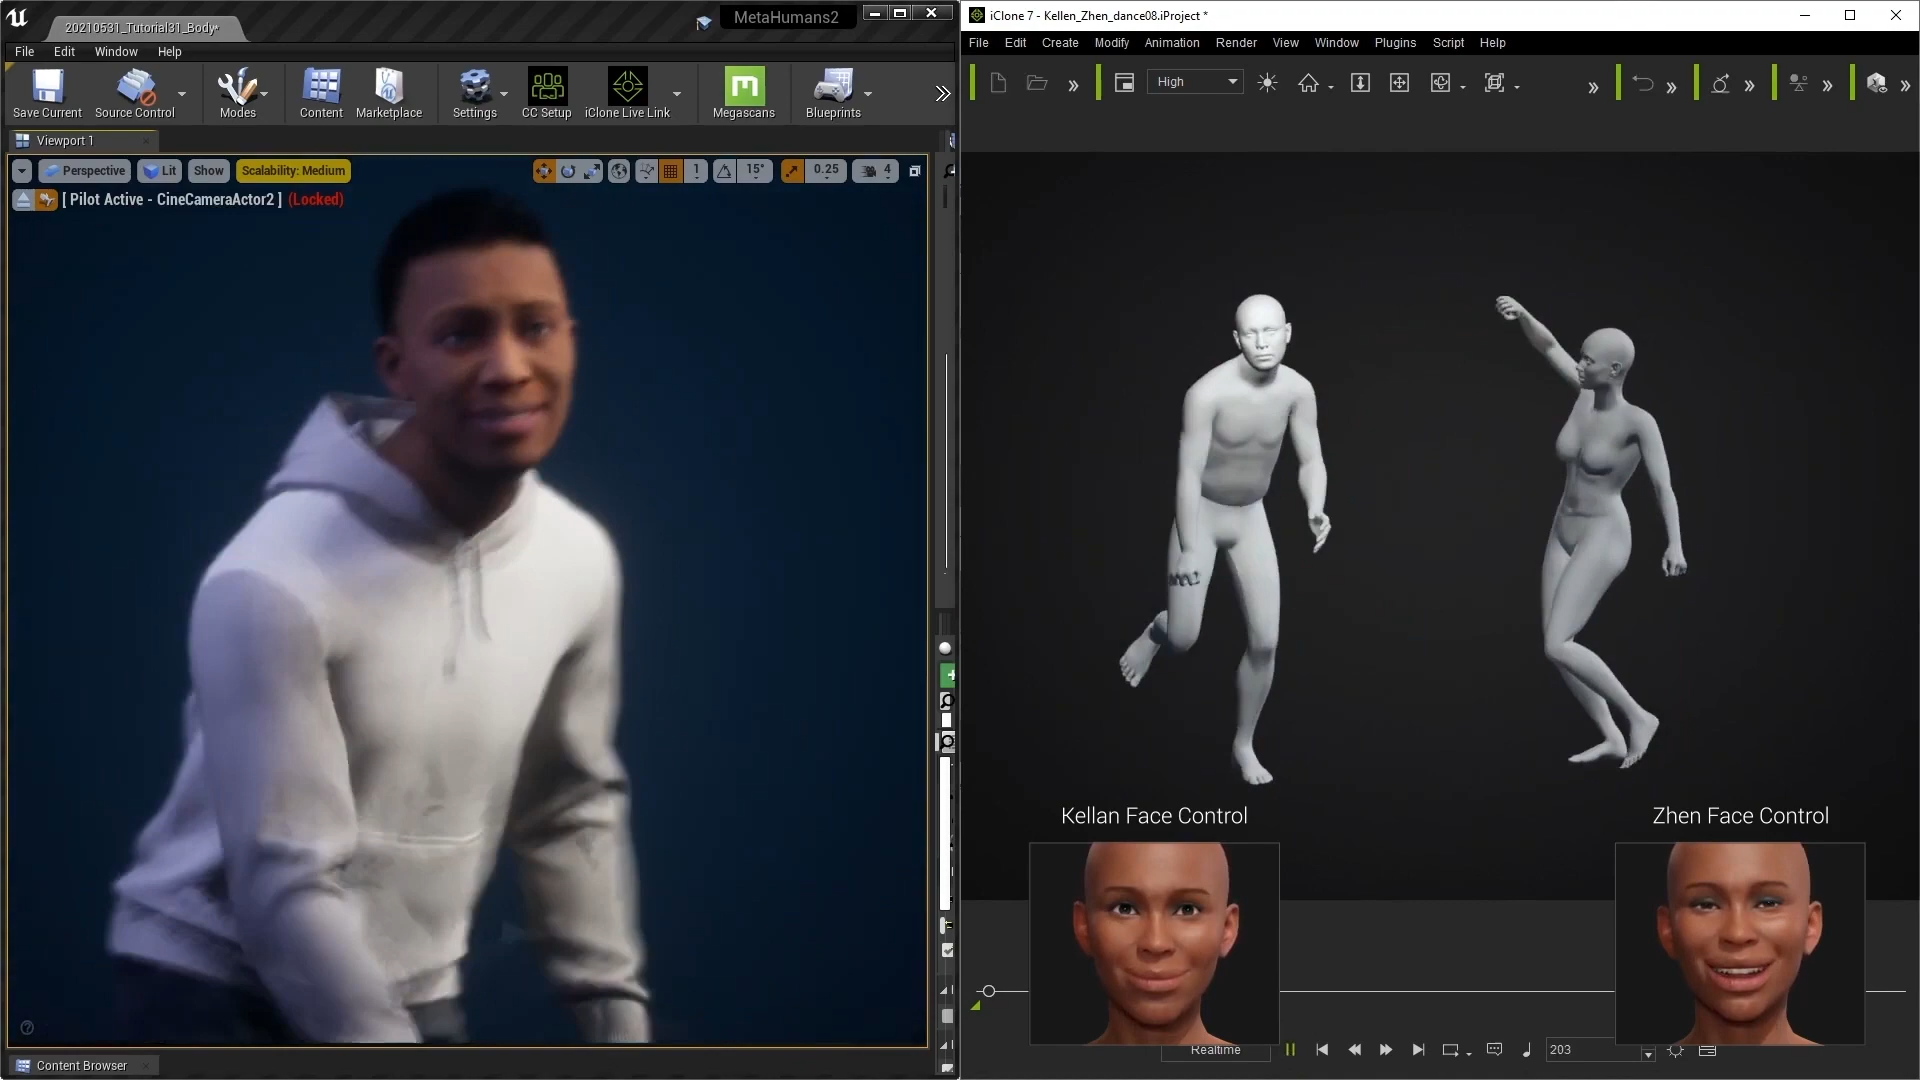 20210531_Tutorial31_Body*
MetaHumans2
File Edit Window Help
Save Current
Source Control
Modes
Content
Marketplace
Settings
CC Setup
iClone Live Link
Megascans
Blueprints
Viewport 1
Perspective
Lit
Show
Scalability: Medium
1
15°
0.25
4
[ Pilot Active - CineCameraActor2 ] (Locked)
Content Browser
iClone 7 - Kellen_Zhen_dance08.iProject *
File Edit Create Modify Animation Render View Window Plugins Script Help
High
Kellan Face Control
Zhen Face Control
Realtime
203